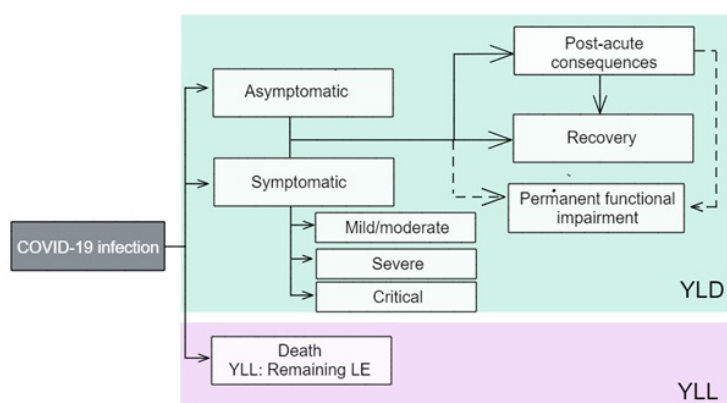 Post-acute
consequences
Asymptomatic
Recovery
Symptomatic
Permanent functional
impairment
Mild/moderate
COVID-19 infection
Severe
Critical
YLD
Death
YLL: Remaining LE
YLL